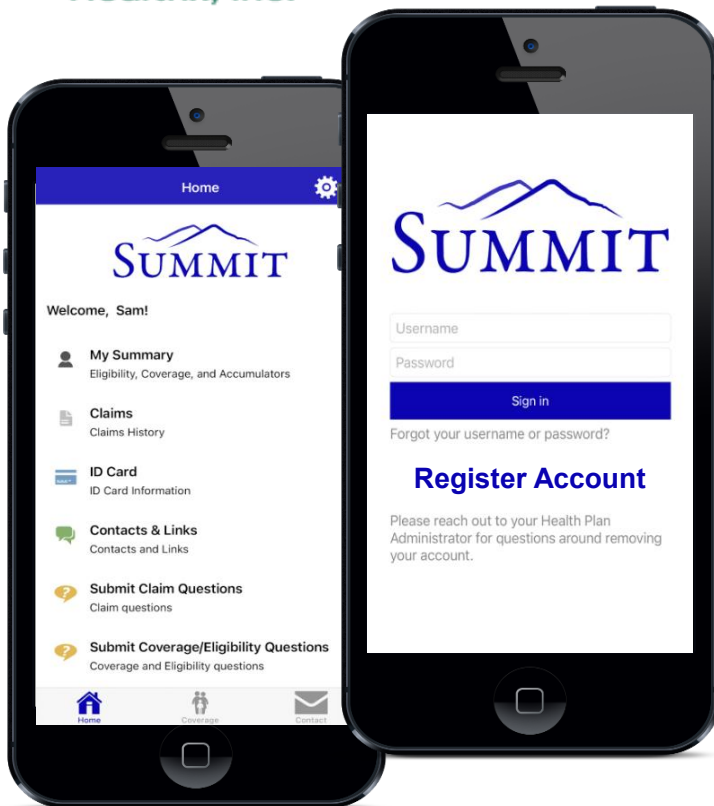 Home
SUMMIT
Welcome, Sam!
My Summary
Eligibility, Coverage, and Accumulators
Claims
Claims History
ID Card
ID Card Information
Contacts & Links
Contacts and Links
Submit Claim Questions
Claim questions
Submit Coverage/Eligibility Questions
Coverage and Eligibility questions
Home
Coverage
Contact
SUMMIT
Username
Password
Sign in
Forgot your username or password?
Register Account
Please reach out to your Health Plan
Administrator for questions around removing
your account.